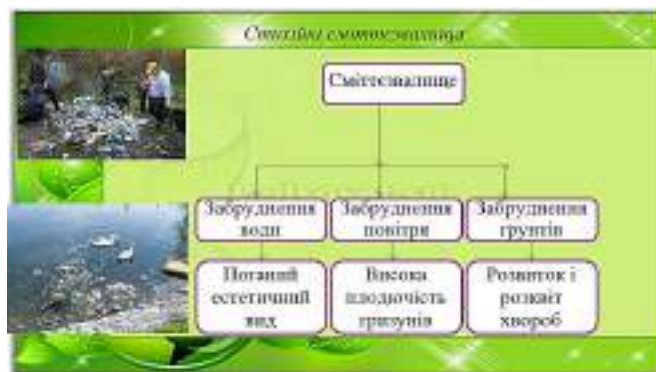 Стихійні сміттєзвалища
Сміттєзвалище
Забруднення
води
Забруднення
повітря
Забруднення
ґрунтів
Поганий
естетичний
вид
Висока
плодючість
гризунів
Розвиток і
розквіт
хвороб